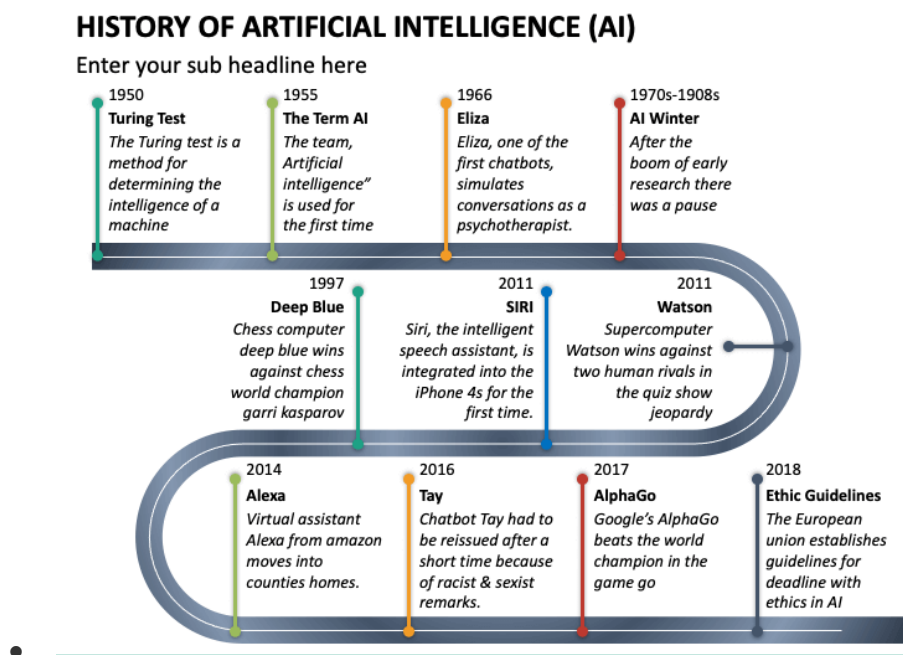 HISTORY OF ARTIFICIAL INTELLIGENCE (AI)
Enter your sub headline here
1950
Turing Test
The Turing test is a
method for
determining the
intelligence of a
machine
1955
The Term AI
The team,
Artificial
intelligence”
is used for
the first time
1966
Eliza
Eliza, one of the
first chatbots,
simulates
conversations as a
psychotherapist.
1970s-1908s
AI Winter
After the
boom of early
research there
was a pause
1997
Deep Blue
Chess computer
deep blue wins
against chess
world champion
garri kasparov
2011
SIRI
Siri, the intelligent
speech assistant, is
integrated into the
iPhone 4s for the
first time.
2011
Watson
Supercomputer
Watson wins against
two human rivals in
the quiz show
jeopardy
2014
Alexa
Virtual assistant
Alexa from amazon
moves into
counties homes.
2016
Tay
Chatbot Tay had to
be reissued after a
short time because
of racist & sexist
remarks.
2017
AlphaGo
Google’s AlphaGo
beats the world
champion in the
game go
2018
Ethic Guidelines
The European
union establishes
guidelines for
deadline with
ethics in AI